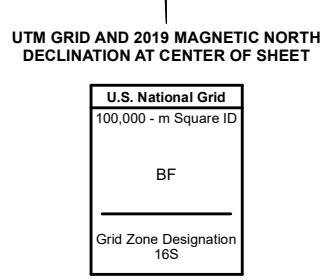 UTM GRID AND 2019 MAGNETIC NORTH
DECLINATION AT CENTER OF SHEET
U.S. National Grid
100,000 - m Square ID
BF
Grid Zone Designation
16S